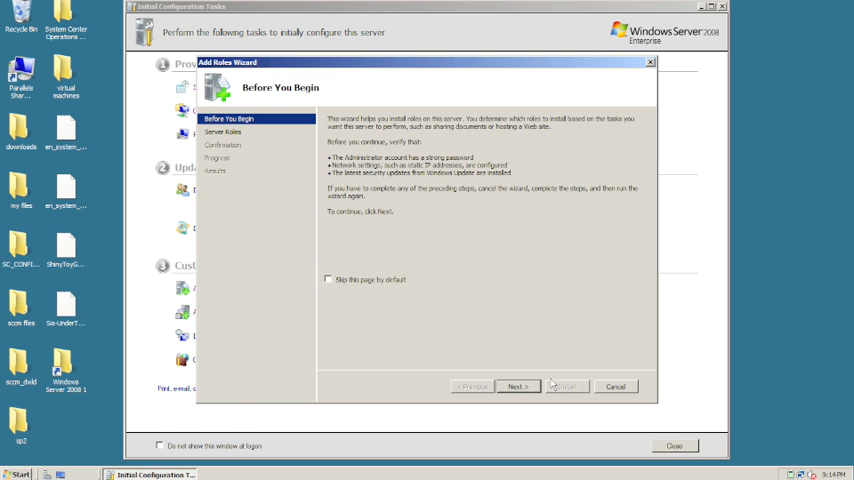 Initial Configuration Tasks
Perform the following tasks to initially configure this server
Windows Server 2008
Enterprise
Recycle Bin
System Center
Operations ...
Parallels
Shar...
virtual
machines
downloads
en_system_...
my files
en_system_...
SC_CONFI...
ShinyToyG...
sccm files
Sia-UnderT...
sccm_dwld
Windows
Server 2008 1
sp2
1
Prov
2
Upda
3
Cust
Print, e-mail, o
Add Roles Wizard
Before You Begin
Before You Begin
Server Roles
Confirmation
Progress
Results
This wizard helps you install roles on this server. You determine which roles to install based on the tasks you
want this server to perform, such as sharing documents or hosting a Web site.
Before you continue, verify that:
• The Administrator account has a strong password
• Network settings, such as static IP addresses, are configured
• The latest security updates from Windows Update are installed
If you have to complete any of the preceding steps, cancel the wizard, complete the steps, and then run the
wizard again.
To continue, click Next.
Skip this page by default
< Previous
Next >
Install
Cancel
Do not show this window at logon
Close
Start
Initial Configuration T...
9:14 PM